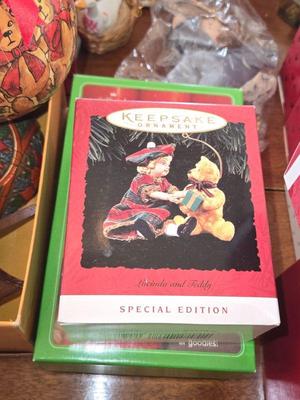 KEEPSAKE
ORNAMENT
Lucinda and Teddy
SPECIAL EDITION
goodies!